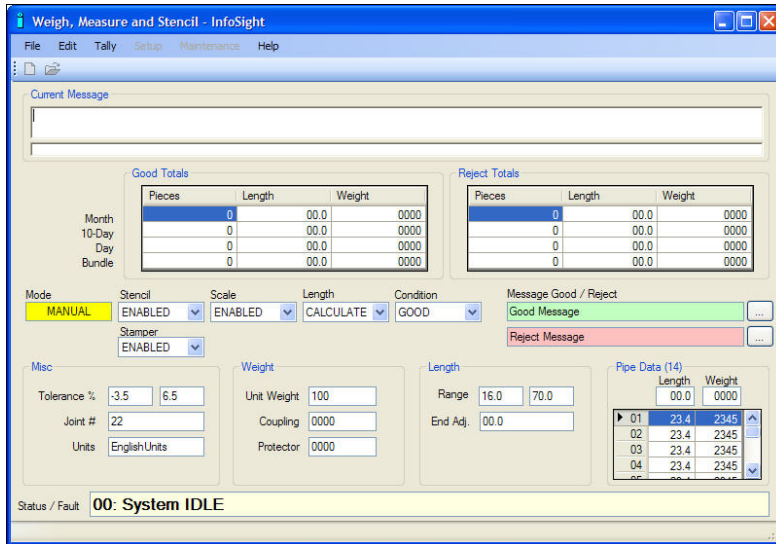 Weigh, Measure and Stencil - InfoSight
File Edit Tally Setup Maintenance Help
Current Message
Good Totals Reject Totals
Pieces Length Weight Pieces Length Weight
Month 0 00.0 0000 0 00.0 0000
10-Day 0 00.0 0000 0 00.0 0000
Day 0 00.0 0000 0 00.0 0000
Bundle 0 00.0 0000 0 00.0 0000
Mode Stencil Scale Length Condition Message Good / Reject
MANUAL ENABLED ENABLED CALCULATE GOOD Good Message ...
Stamper Reject Message ...
ENABLED
Misc Weight Length Pipe Data (14)
Length Weight
Tolerance % -3.5 6.5 Unit Weight 100 Range 16.0 70.0 00.0 0000
Joint # 22 Coupling 0000 End Adj. 00.0 01 23.4 2345
02 23.4 2345
Units EnglishUnits Protector 0000 03 23.4 2345
04 23.4 2345
Status / Fault 00: System IDLE